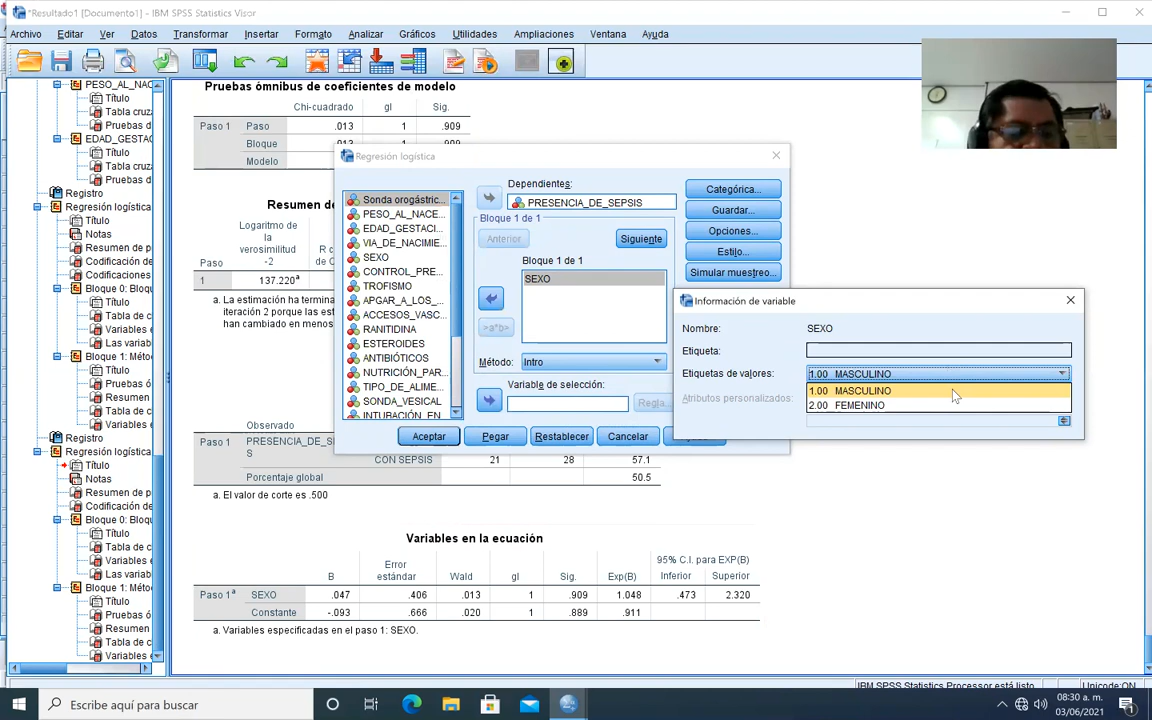 *Resultado1 [Documento1] - IBM SPSS Statistics Visor
Archivo Editar Ver Datos Transformar Insertar Formato Analizar Gráficos Utilidades Ampliaciones Ventana Ayuda
PESO_AL_NAC
Título
Tabla cruz
Pruebas d
EDAD_GESTAC
Título
Tabla cruz
Pruebas d
Registro
Regresión logística
Título
Notas
Resumen de p
Codificación de
Codificaciones
Bloque 0: Bloqu
Título
Tabla de c
Variables e
Las variab
Bloque 1: Métod
Título
Pruebas ó
Resumen
Tabla de c
Variables e
Registro
Regresión logística
Título
Notas
Resumen de p
Codificación de
Bloque 0: Bloqu
Título
Tabla de c
Variables e
Las variab
Bloque 1: Métod
Título
Pruebas ó
Resumen
Tabla de c
Variables e
Pruebas ómnibus de coeficientes de modelo
Chi-cuadrado gl Sig.
Paso 1 Paso .013 1 .909
Bloque .013 1 .909
Modelo
Resumen de
Logaritmo de
la
verosimilitud
-2
R c
de C
Paso
1 137.220a
a. La estimación ha termina
iteración 2 porque las est
han cambiado en menos
Observado
Paso 1 PRESENCIA_DE_SI
S
CON SEPSIS 21 28 57.1
Porcentaje global 50.5
a. El valor de corte es .500
Variables en la ecuación
95% C.I. para EXP(B)
B Error estándar Wald gl Sig. Exp(B) Inferior Superior
Paso 1a SEXO .047 .406 .013 1 .909 1.048 .473 2.320
Constante -.093 .666 .020 1 .889 .911
a. Variables especificadas en el paso 1: SEXO.
Regresión logística
Sonda orogástric...
PESO_AL_NACE...
EDAD_GESTACI...
VIA_DE_NACIMIE...
SEXO
CONTROL_PRE...
TROFISMO
APGAR_A_LOS_...
ACCESOS_VASC...
RANITIDINA
ESTEROIDES
ANTIBIÓTICOS
NUTRICIÓN_PAR...
TIPO_DE_ALIME...
SONDA_VESICAL
INTUBACIÓN_EN
Dependientes:
PRESENCIA_DE_SEPSIS
Bloque 1 de 1
Anterior Siguiente
Bloque 1 de 1
SEXO
>a*b>
Método: Intro
Variable de selección:
Regla...
Categórica...
Guardar...
Opciones...
Estilo...
Simular muestreo...
Aceptar Pegar Restablecer Cancelar
Información de variable
Nombre: SEXO
Etiqueta:
Etiquetas de valores: 1.00 MASCULINO
1.00 MASCULINO
2.00 FEMENINO
Atributos personalizados:
IBM SPSS Statistics Processor está listo Unicode:ON
Escribe aquí para buscar
08:30 a. m.
03/06/2021
1